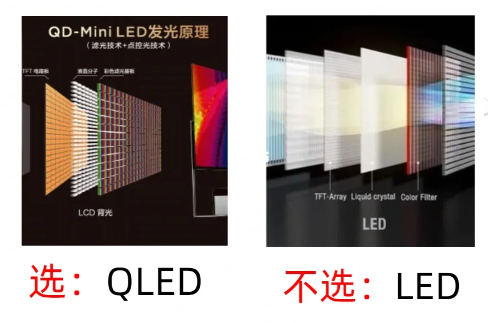 QD-Mini LED发光原理
(滤光技术+点控光技术)
TFT 电路板 液晶分子 彩色滤光基板
LCD 背光
TFT-Array Liquid crystal Color Filter
LED
选：QLED
不选：LED